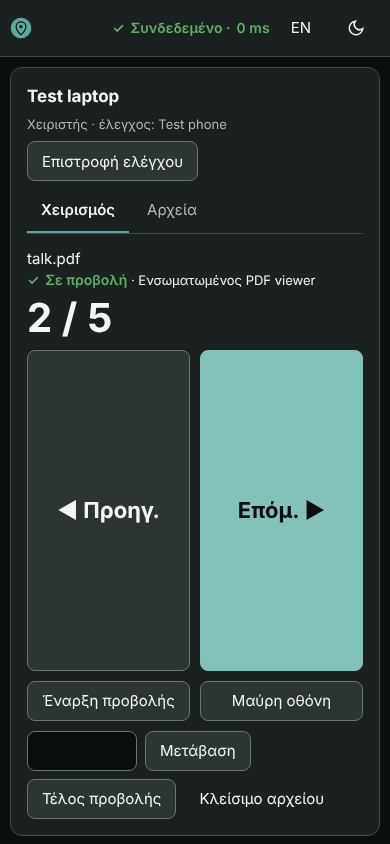 ✓ Συνδεδεμένο · 0 ms EN
Test laptop
Χειριστής · έλεγχος: Test phone
Επιστροφή ελέγχου
Χειρισμός Αρχεία
talk.pdf
✓ Σε προβολή · Ενσωματωμένος PDF viewer
2 / 5
◀ Προηγ. Επόμ. ▶
Έναρξη προβολής Μαύρη οθόνη
Μετάβαση
Τέλος προβολής Κλείσιμο αρχείου